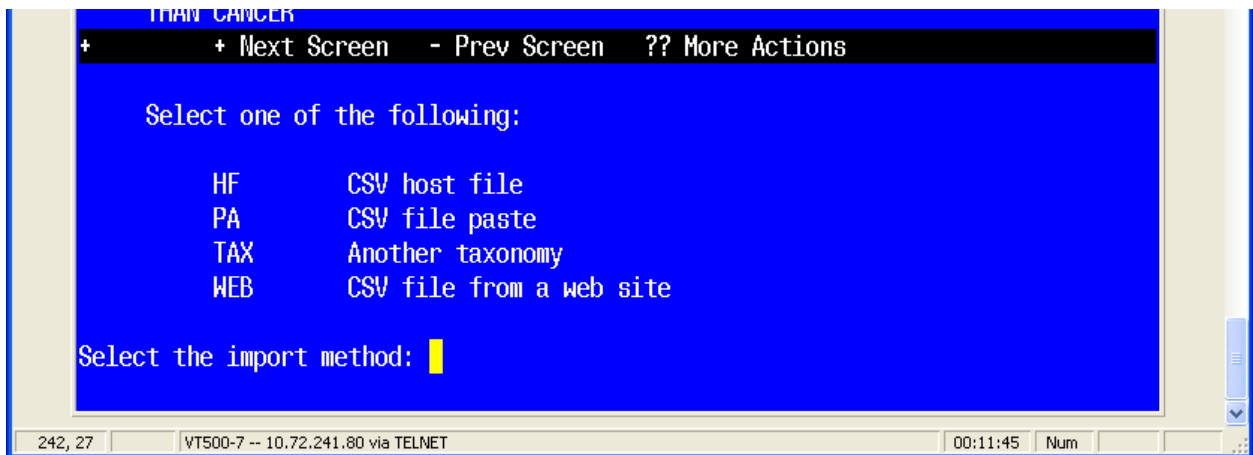 THAN CANCER
+ + Next Screen - Prev Screen ?? More Actions
Select one of the following:
HF CSV host file
PA CSV file paste
TAX Another taxonomy
WEB CSV file from a web site
Select the import method:
242, 27 VT500-7 -- 10.72.241.80 via TELNET 00:11:45 Num